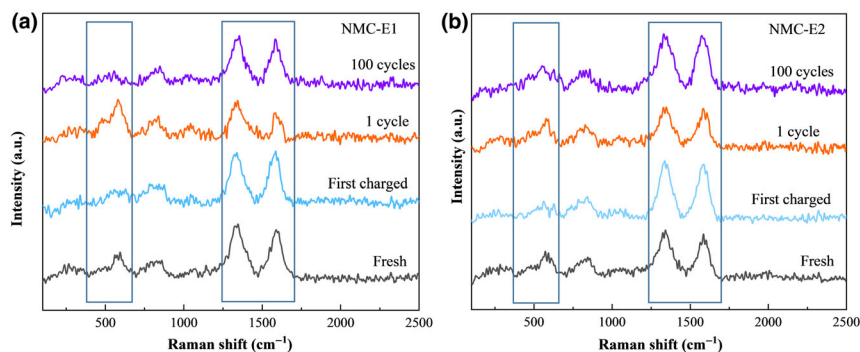 (a)
NMC-E1
100 cycles
1 cycle
First charged
Fresh
Intensity (a.u.)
500 1000 1500 2000 2500
Raman shift (cm−1)
(b)
NMC-E2
100 cycles
1 cycle
First charged
Fresh
Intensity (a.u.)
500 1000 1500 2000 2500
Raman shift (cm−1)